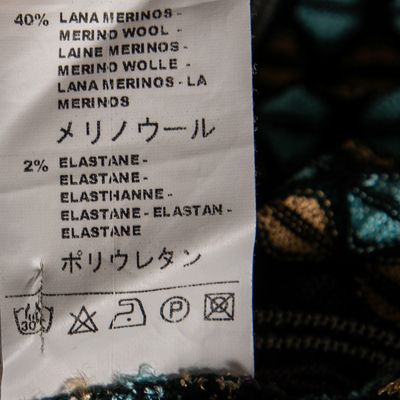 40% LANA MERINOS -
MERINO WOOL -
LAINE MERINOS -
MERINO WOLLE -
LANA MERINOS - LA
MERINOS
メリノウール
2% ELASTANE -
ELASTANE -
ELASTHANNE -
ELASTANE - ELASTAN -
ELASTANE
ポリウレタン
30 P